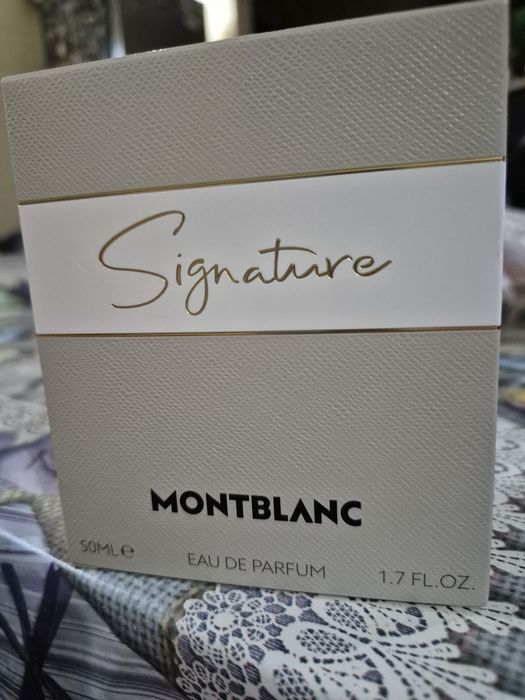 Signature
MONTBLANC
50ML℮
EAU DE PARFUM
1.7 FL.OZ.